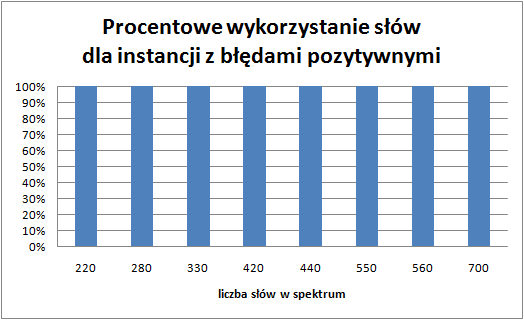 Procentowe wykorzystanie słów
dla instancji z błędami pozytywnymi
100%
90%
80%
70%
60%
50%
40%
30%
20%
10%
0%
220 280 330 420 440 550 560 700
liczba słów w spektrum